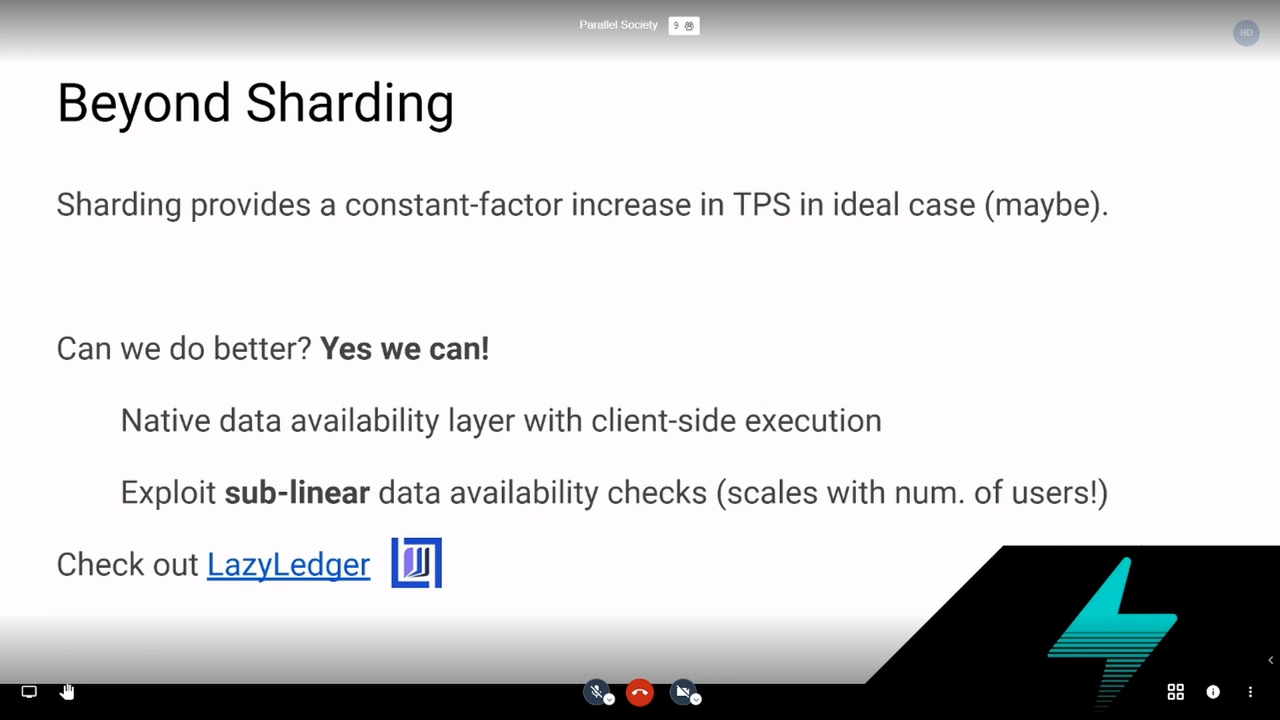 Parallel Society 9
HD
Beyond Sharding
Sharding provides a constant-factor increase in TPS in ideal case (maybe).
Can we do better? Yes we can!
Native data availability layer with client-side execution
Exploit sub-linear data availability checks (scales with num. of users!)
Check out LazyLedger